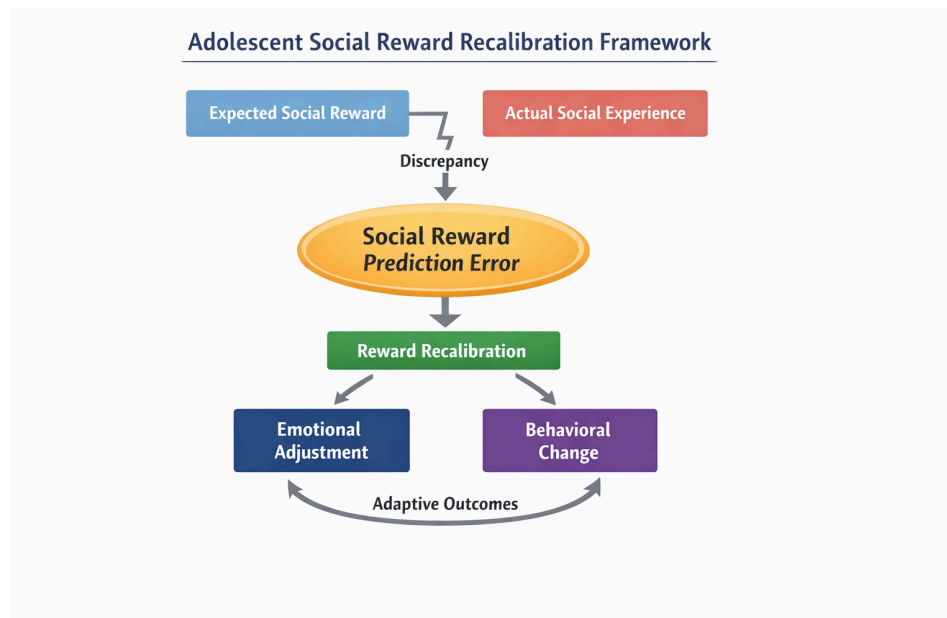 Adolescent Social Reward Recalibration Framework
Expected Social Reward
Actual Social Experience
Discrepancy
Social Reward
Prediction Error
Reward Recalibration
Emotional
Adjustment
Behavioral
Change
Adaptive Outcomes